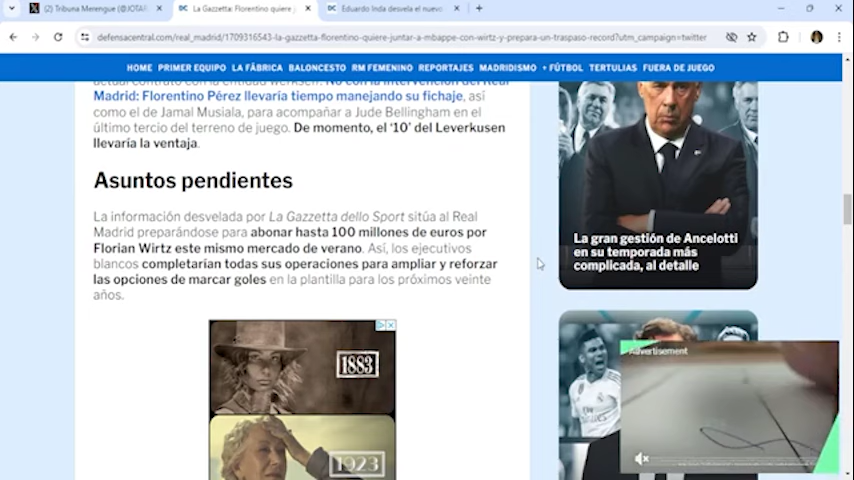 (2) Tribuna Merengue (@JOTAR
La Gazzetta: Florentino quiere j
Eduardo Inda desvela el nuevo
defensacentral.com/real_madrid/1709316543-la-gazzetta-florentino-quiere-juntar-a-mbappe-con-wirtz-y-prepara-un-traspaso-record?utm_campaign=twitter
HOME PRIMER EQUIPO LA FÁBRICA BALONCESTO RM FEMENINO REPORTAJES MADRIDISMO + FÚTBOL TERTULIAS FUERA DE JUEGO
actual contrato con la entidad werkself. No con la intervención del Real
Madrid: Florentino Pérez llevaría tiempo manejando su fichaje, así
como el de Jamal Musiala, para acompañar a Jude Bellingham en el
último tercio del terreno de juego. De momento, el '10' del Leverkusen
llevaría la ventaja.
Asuntos pendientes
La información desvelada por La Gazzetta dello Sport sitúa al Real
Madrid preparándose para abonar hasta 100 millones de euros por
Florian Wirtz este mismo mercado de verano. Así, los ejecutivos
blancos completarían todas sus operaciones para ampliar y reforzar
las opciones de marcar goles en la plantilla para los próximos veinte
años.
1883
1923
La gran gestión de Ancelotti
en su temporada más
complicada, al detalle
Advertisement